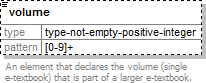 volume
type type-not-empty-positive-integer
pattern [0-9]+
An element that declares the volume (single
e-textbook) that is part of a larger e-textbook.